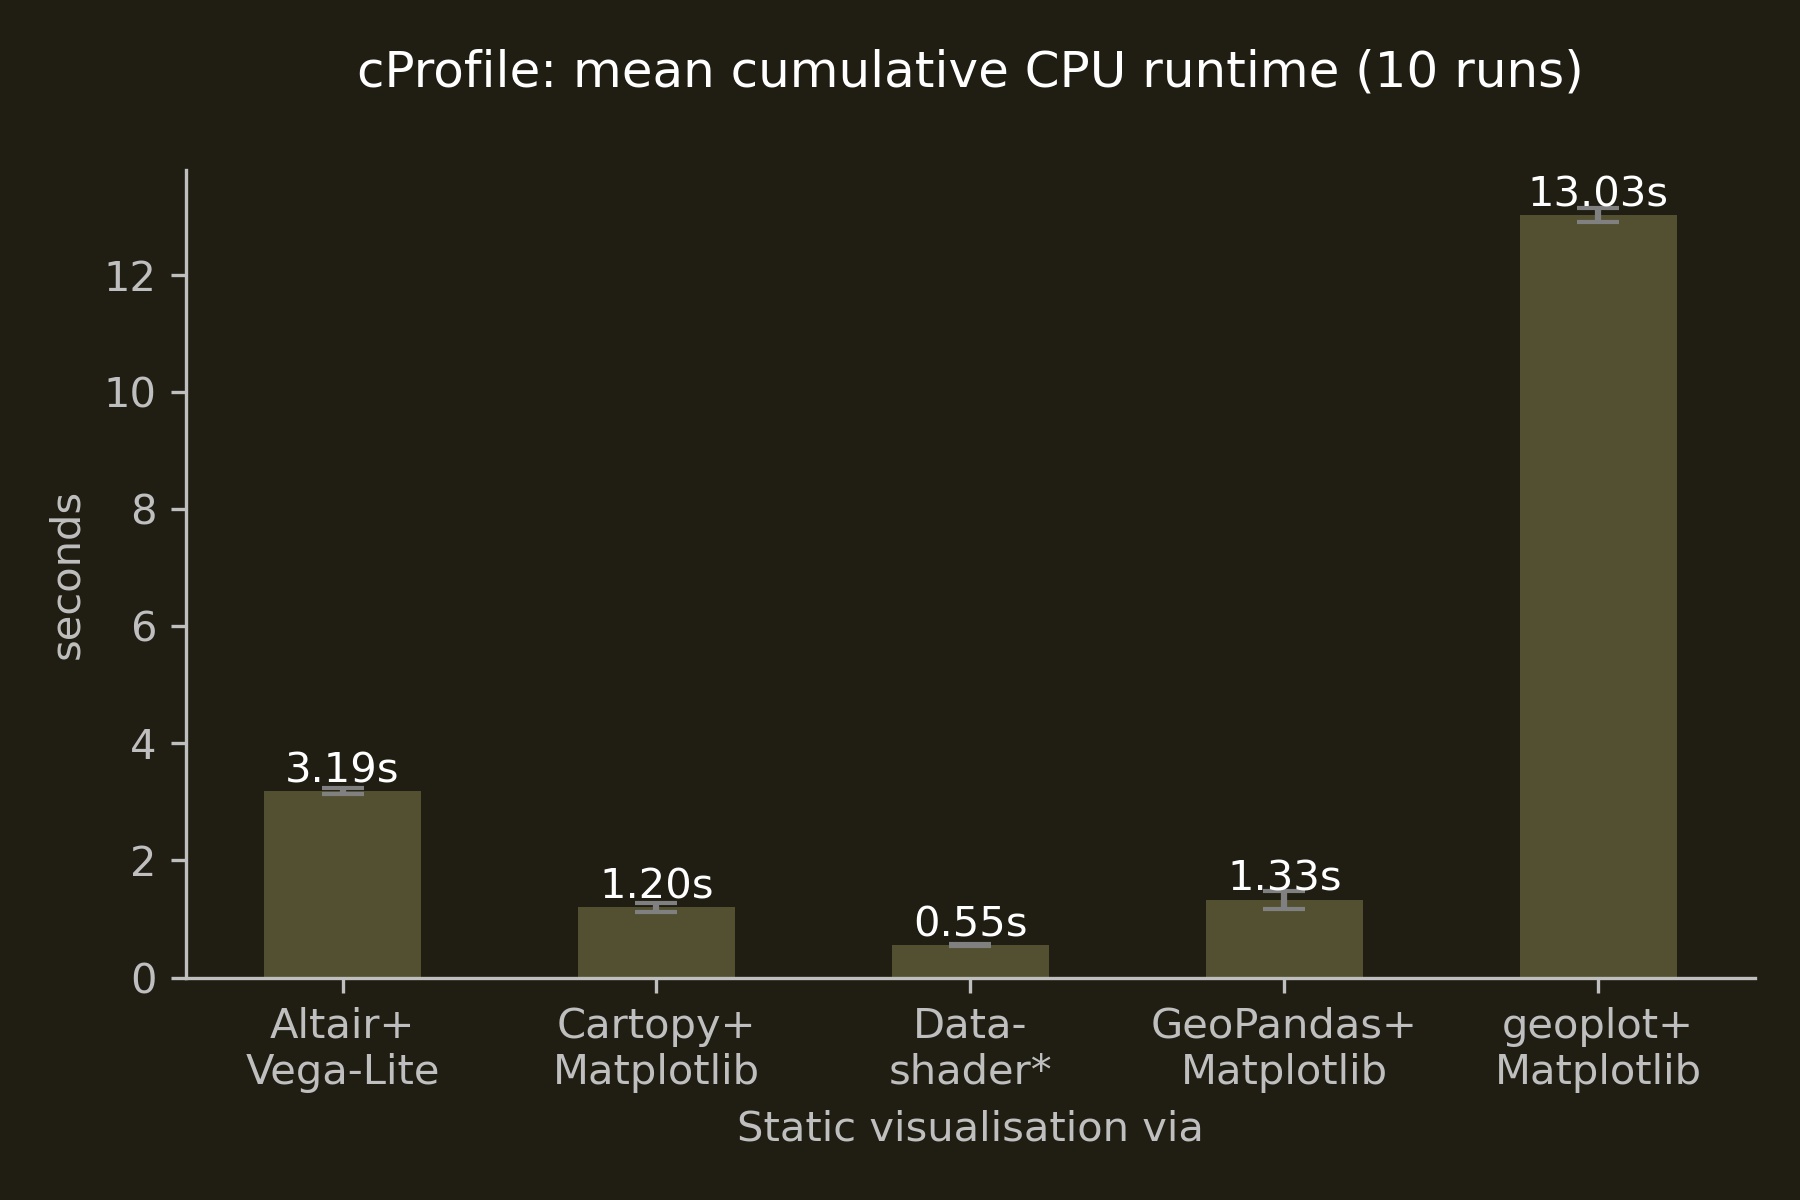 cProfile: mean cumulative CPU runtime (10 runs)
seconds
12
10
8
6
4
2
0
3.19s
1.20s
0.55s
1.33s
13.03s
Altair+
Vega-Lite
Cartopy+
Matplotlib
Data-
shader*
GeoPandas+
Matplotlib
geoplot+
Matplotlib
Static visualisation via